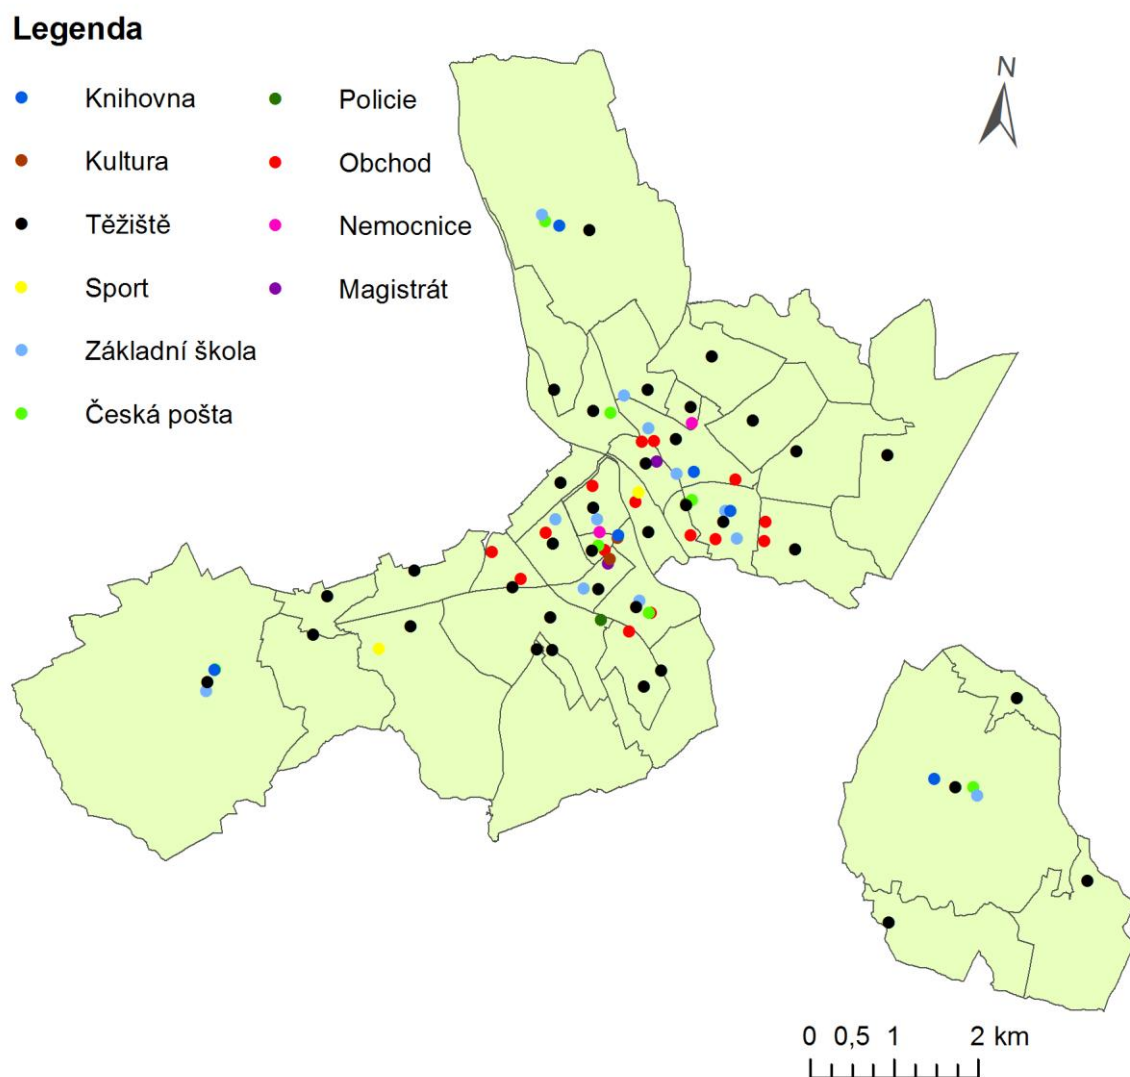 Legenda
Knihovna
Policie
Kultura
Obchod
Těžiště
Nemocnice
Sport
Magistrát
Základní škola
Česká pošta
N
0 0,5 1 2 km